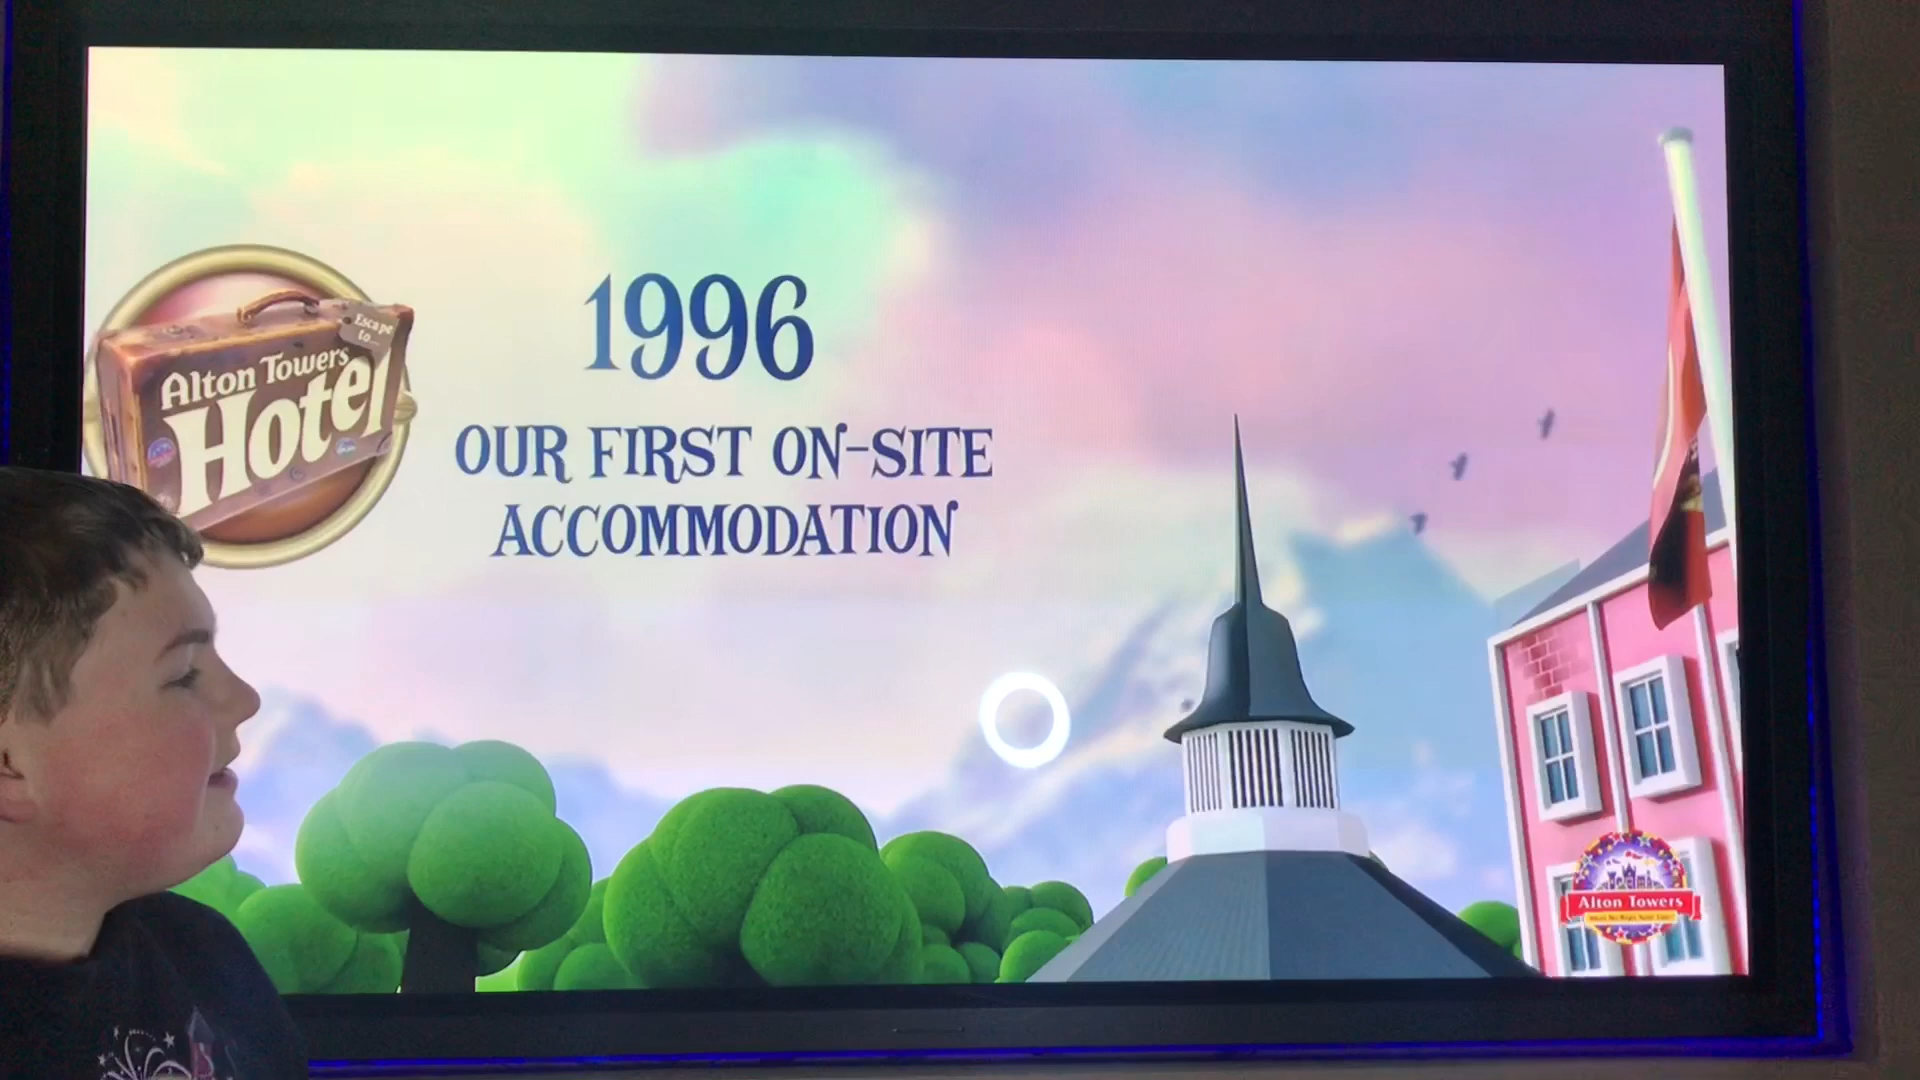 Escape
to...
Alton Towers
Hotel
1996
OUR FIRST ON-SITE
ACCOMMODATION
Alton Towers